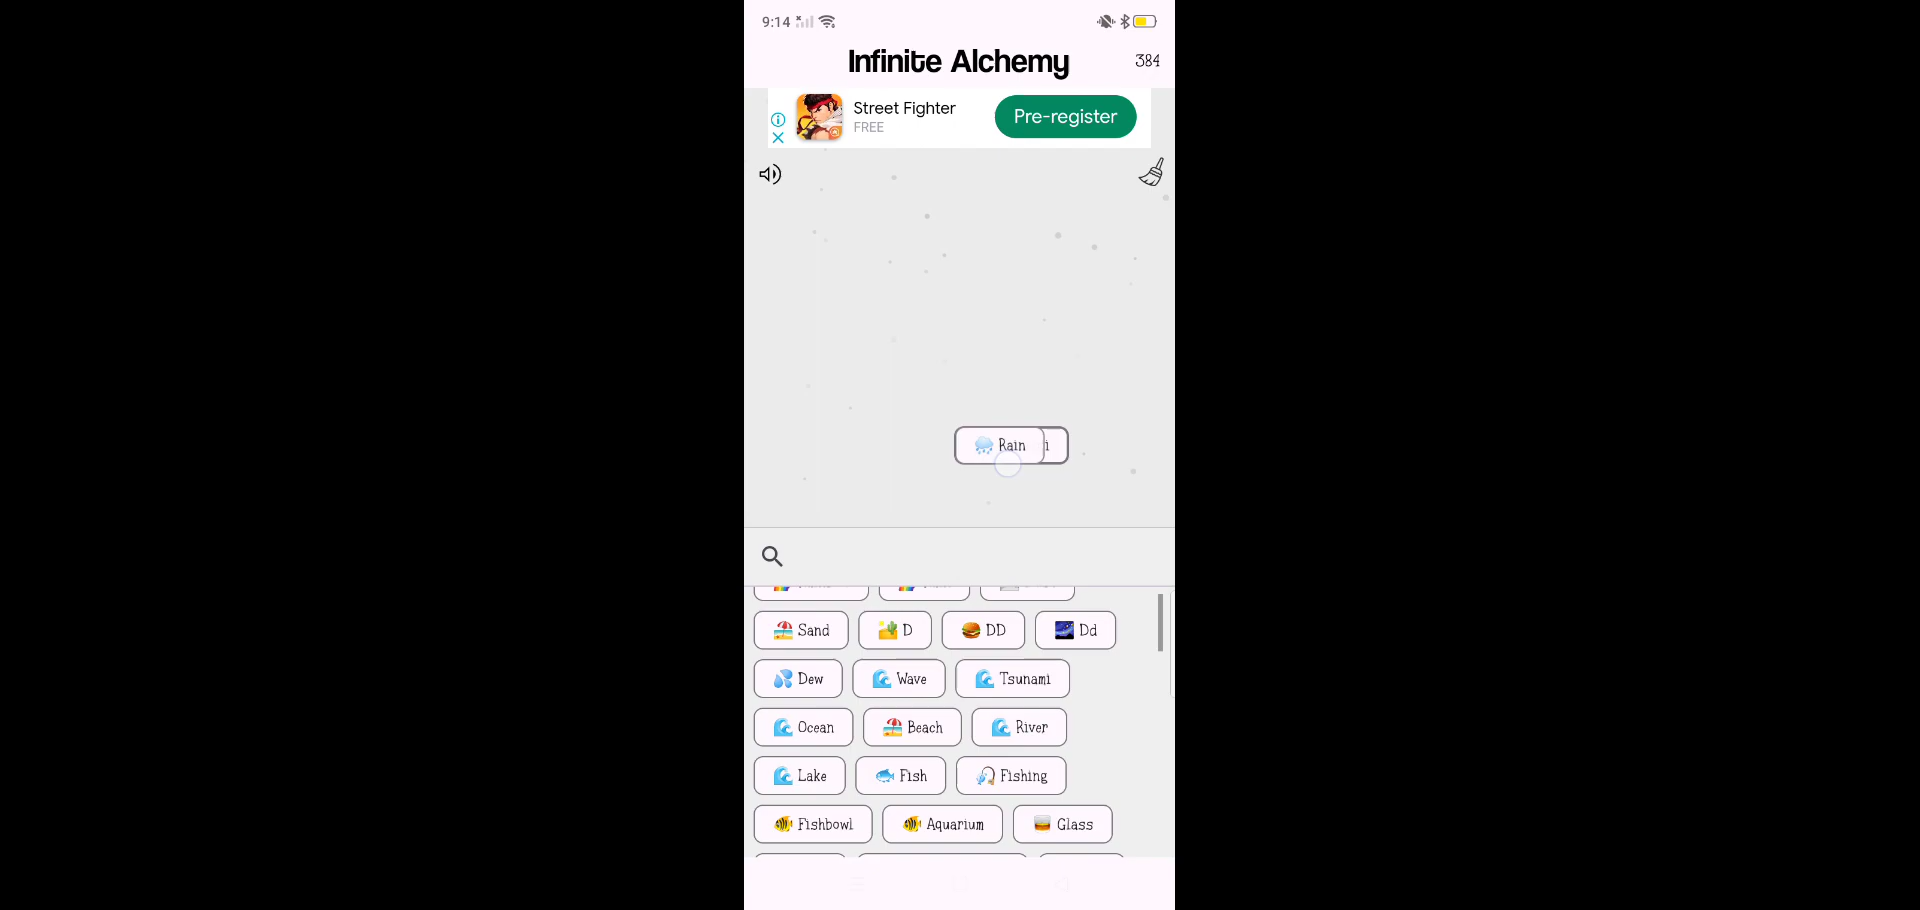 9:14
Infinite Alchemy
384
Street Fighter
FREE
Pre-register
Rain
i
Sand
D
DD
Dd
Dew
Wave
Tsunami
Ocean
Beach
River
Lake
Fish
Fishing
Fishbowl
Aquarium
Glass